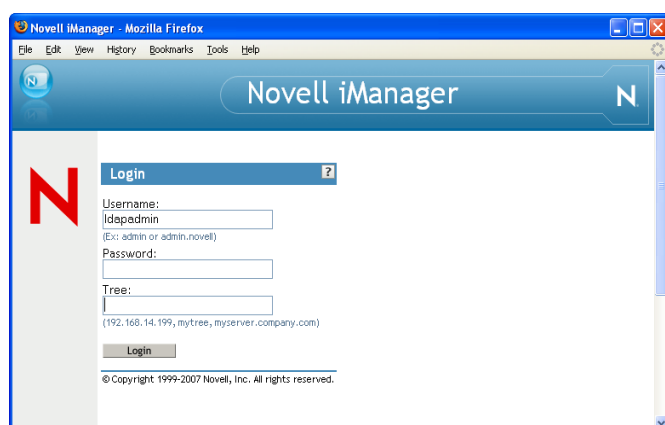 Novell iManager - Mozilla Firefox
File Edit View History Bookmarks Tools Help
N
Novell iManager
N
N
Login ?
Username:
ldapadmin
(Ex: admin or admin.novell)
Password:
Tree:
(192.168.14.199, mytree, myserver.company.com)
Login
© Copyright 1999-2007 Novell, Inc. All rights reserved.